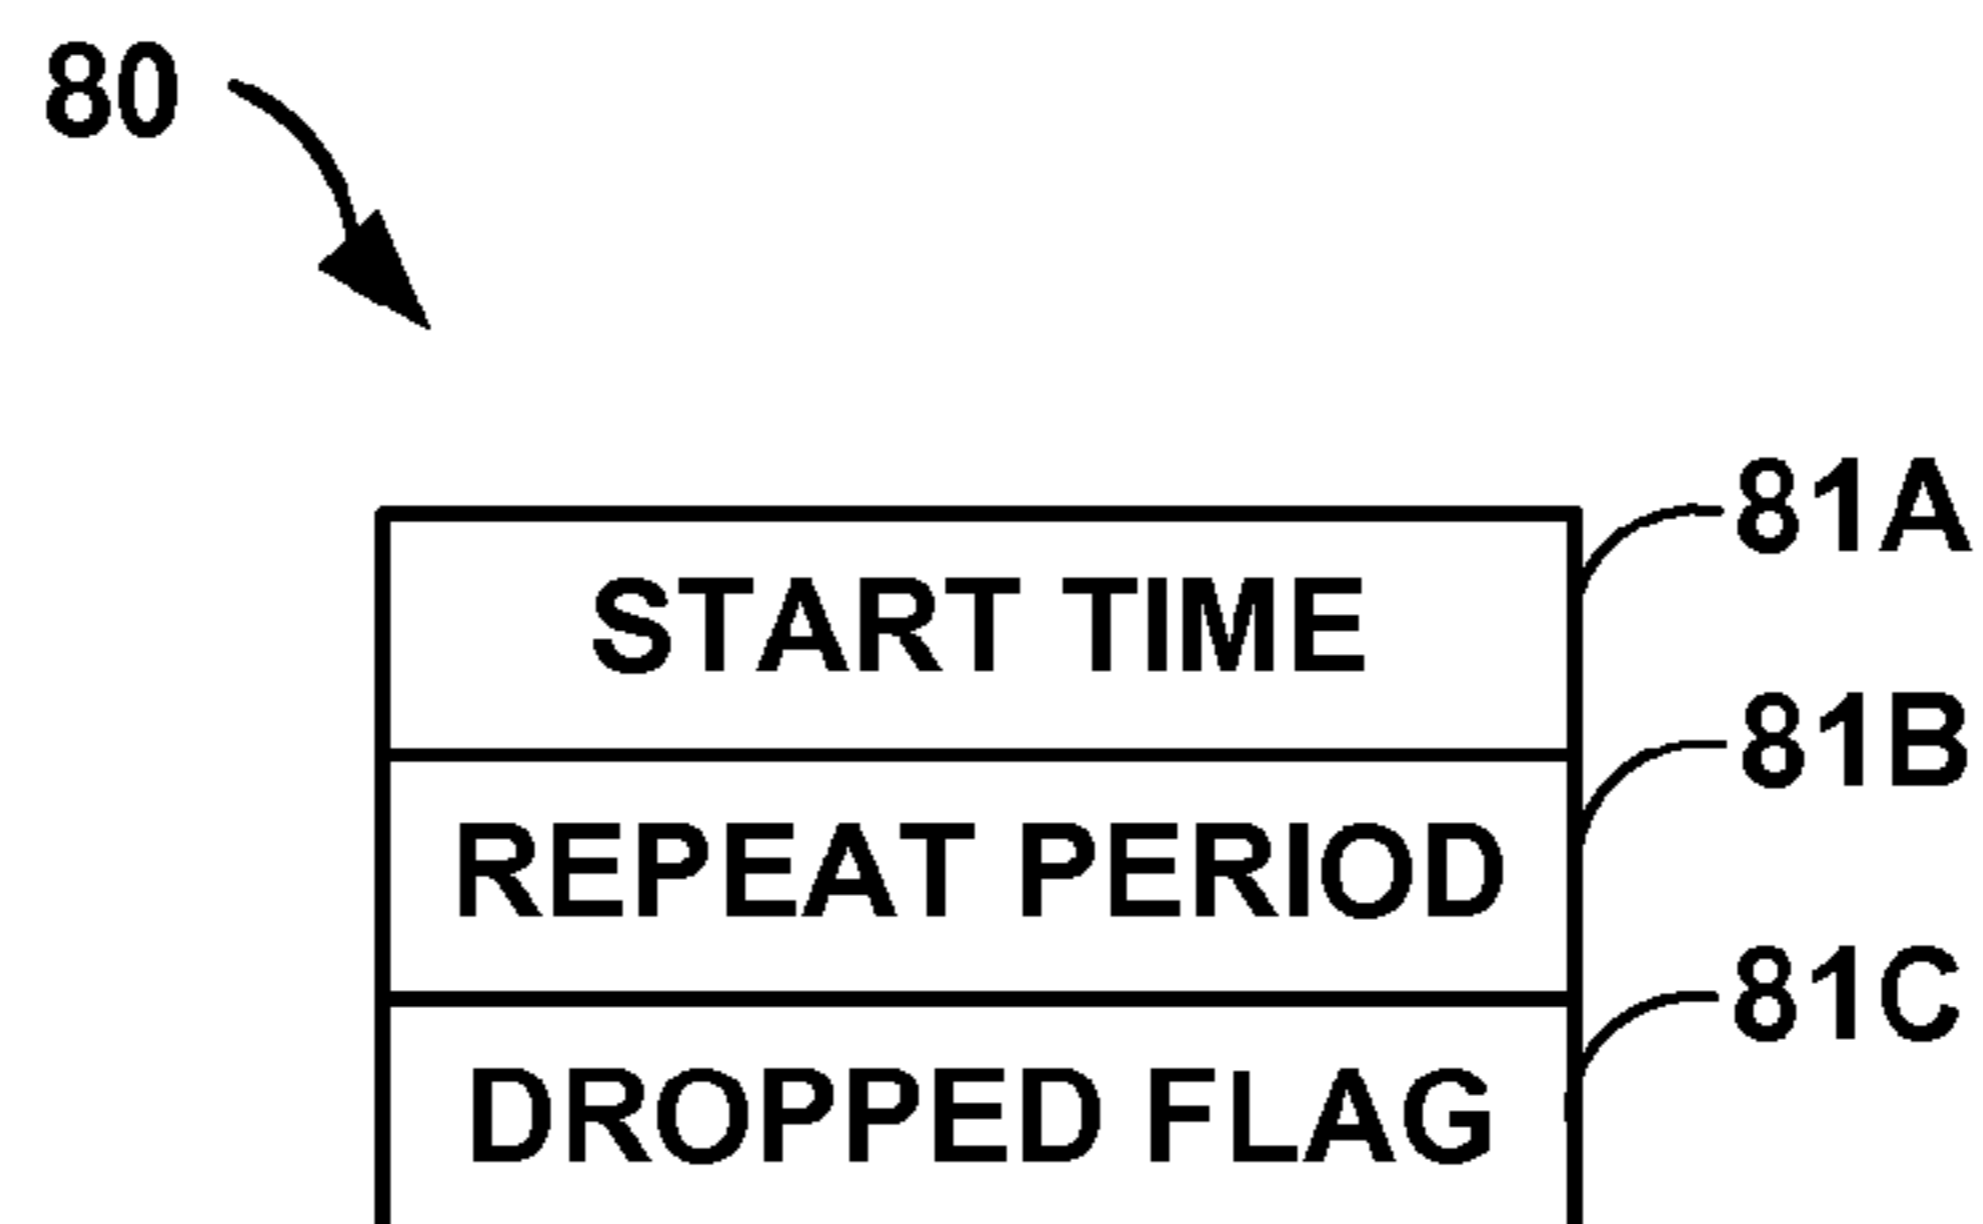 80
81A
START TIME
81B
REPEAT PERIOD
81C
DROPPED FLAG